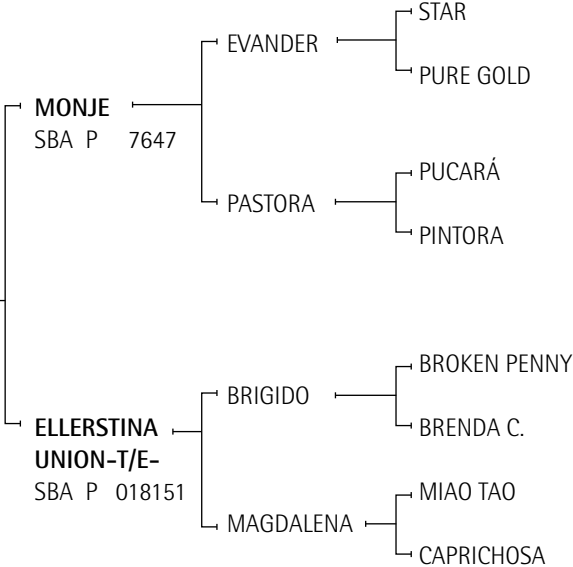 STAR
EVANDER
PURE GOLD
MONJE
SBA P 7647
PUCARÁ
PASTORA
PINTORA
BROKEN PENNY
BRIGIDO
BRENDA C.
ELLERSTINA
UNION-T/E-
SBA P 018151
MIAO TAO
MAGDALENA
CAPRICHOSA